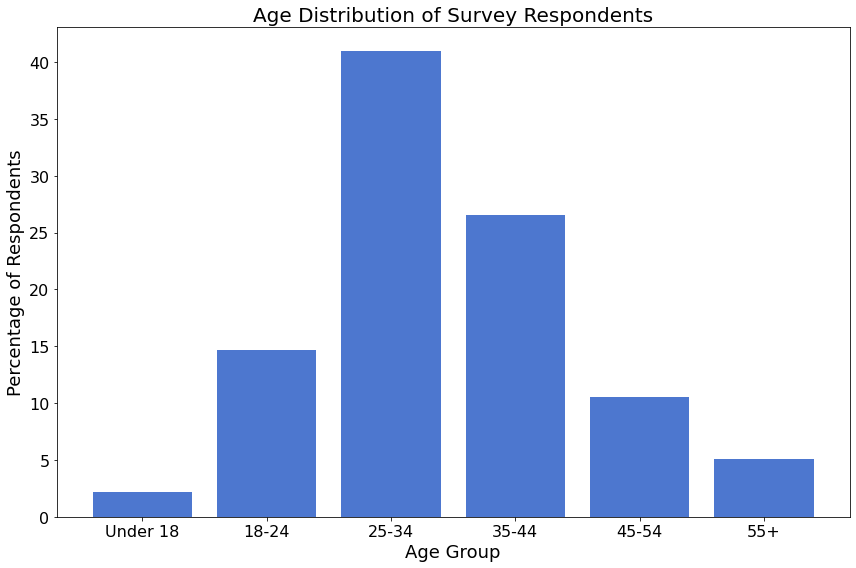 Age Distribution of Survey Respondents
Percentage of Respondents
40
35
30
25
20
15
10
5
0
Under 18 18-24 25-34 35-44 45-54 55+
Age Group